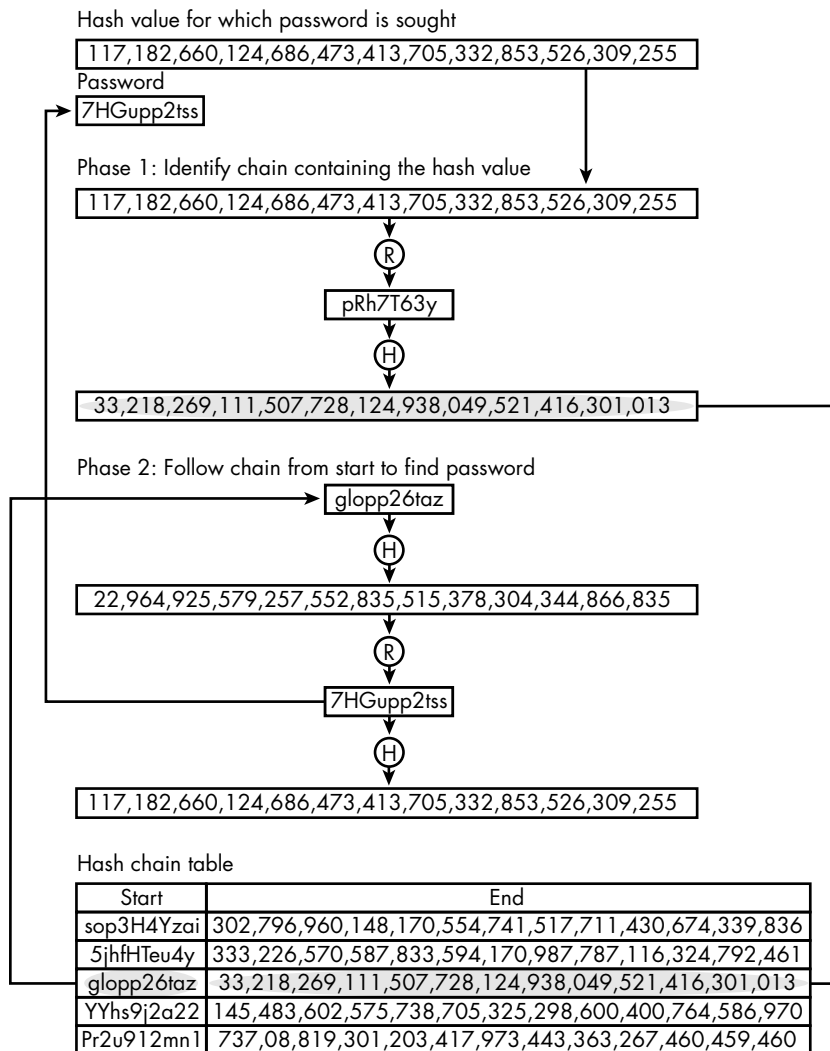 Hash value for which password is sought
117,182,660,124,686,473,413,705,332,853,526,309,255
Password
7HGupp2tss
Phase 1: Identify chain containing the hash value
117,182,660,124,686,473,413,705,332,853,526,309,255
R
pRh7T63y
H
33,218,269,111,507,728,124,938,049,521,416,301,013
Phase 2: Follow chain from start to find password
glopp26taz
H
22,964,925,579,257,552,835,515,378,304,344,866,835
R
7HGupp2tss
H
117,182,660,124,686,473,413,705,332,853,526,309,255
Hash chain table
Start End
sop3H4Yzai 302,796,960,148,170,554,741,517,711,430,674,339,836
5jhfHTeu4y 333,226,570,587,833,594,170,987,787,116,324,792,461
glopp26taz 33,218,269,111,507,728,124,938,049,521,416,301,013
YYhs9j2a22 145,483,602,575,738,705,325,298,600,400,764,586,970
Pr2u912mn1 737,08,819,301,203,417,973,443,363,267,460,459,460